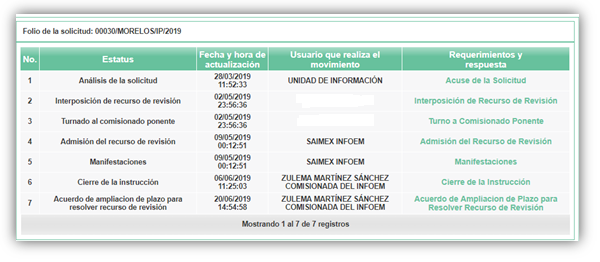 Folio de la solicitud: 00030/MORELOS/IP/2019
No. Estatus Fecha y hora de actualización Usuario que realiza el movimiento Requerimientos y respuesta
1 Análisis de la solicitud 28/03/2019 11:52:33 UNIDAD DE INFORMACIÓN Acuse de la Solicitud
2 Interposición de recurso de revisión 02/05/2019 23:56:36 Interposición de Recurso de Revisión
3 Turnado al comisionado ponente 02/05/2019 23:56:36 Turno a Comisionado Ponente
4 Admisión del recurso de revisión 09/05/2019 00:12:51 SAIMEX INFOEM Admisión del Recurso de Revisión
5 Manifestaciones 09/05/2019 00:12:51 SAIMEX INFOEM Manifestaciones
6 Cierre de la instrucción 06/06/2019 11:25:03 ZULEMA MARTÍNEZ SÁNCHEZ COMISIONADA DEL INFOEM Cierre de la Instrucción
7 Acuerdo de ampliacion de plazo para resolver recurso de revisión 20/06/2019 14:54:58 ZULEMA MARTÍNEZ SÁNCHEZ COMISIONADA DEL INFOEM Acuerdo de Ampliacion de Plazo para Resolver Recurso de Revisión
Mostrando 1 al 7 de 7 registros